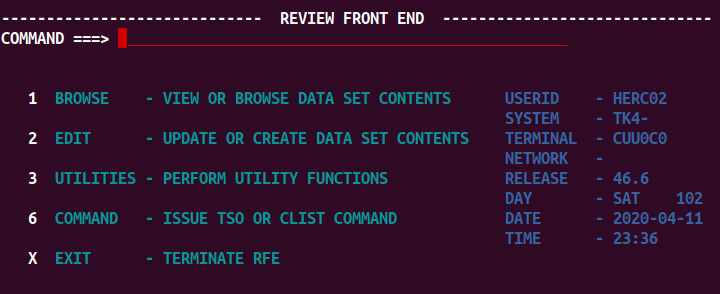 -----------------------------  REVIEW FRONT END  ------------------------------
COMMAND ===>
1  BROWSE    - VIEW OR BROWSE DATA SET CONTENTS      USERID    - HERC02
SYSTEM    - TK4-
2  EDIT      - UPDATE OR CREATE DATA SET CONTENTS    TERMINAL  - CUU0C0
NETWORK   -
3  UTILITIES - PERFORM UTILITY FUNCTIONS             RELEASE   - 46.6
DAY       - SAT    102
6  COMMAND   - ISSUE TSO OR CLIST COMMAND            DATE      - 2020-04-11
TIME      - 23:36
X  EXIT      - TERMINATE RFE